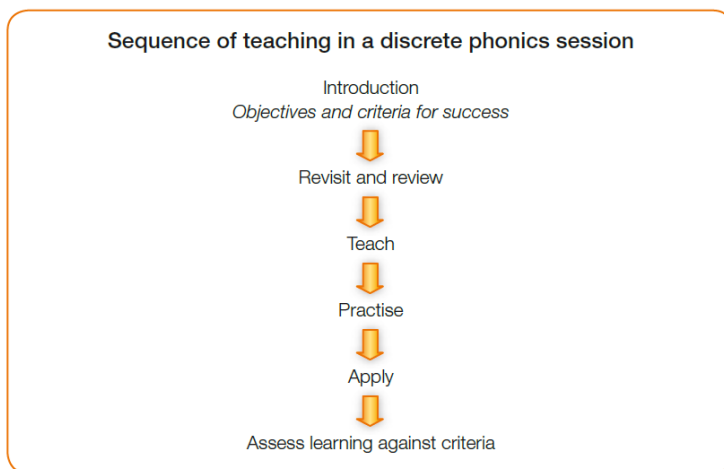 Sequence of teaching in a discrete phonics session
Introduction
Objectives and criteria for success
Revisit and review
Teach
Practise
Apply
Assess learning against criteria